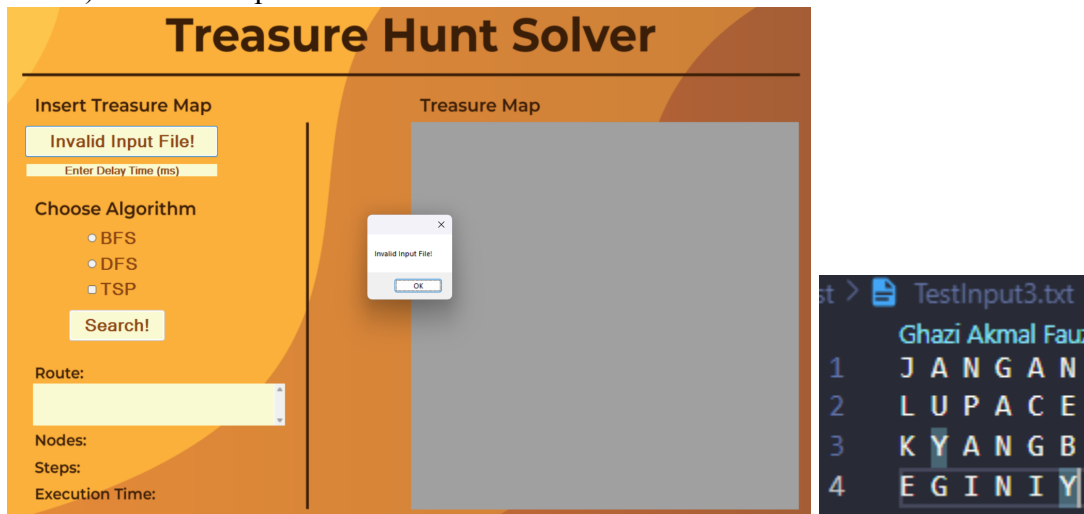 Treasure Hunt Solver
Insert Treasure Map
Invalid Input File!
Enter Delay Time (ms)
Choose Algorithm
BFS
DFS
TSP
Search!
Route:
Nodes:
Steps:
Execution Time:
Treasure Map
Invalid Input File!
OK
st > TestInput3.txt
Ghazi Akmal Fauz
1 J A N G A N
2 L U P A C E
3 K Y A N G B
4 E G I N I Y